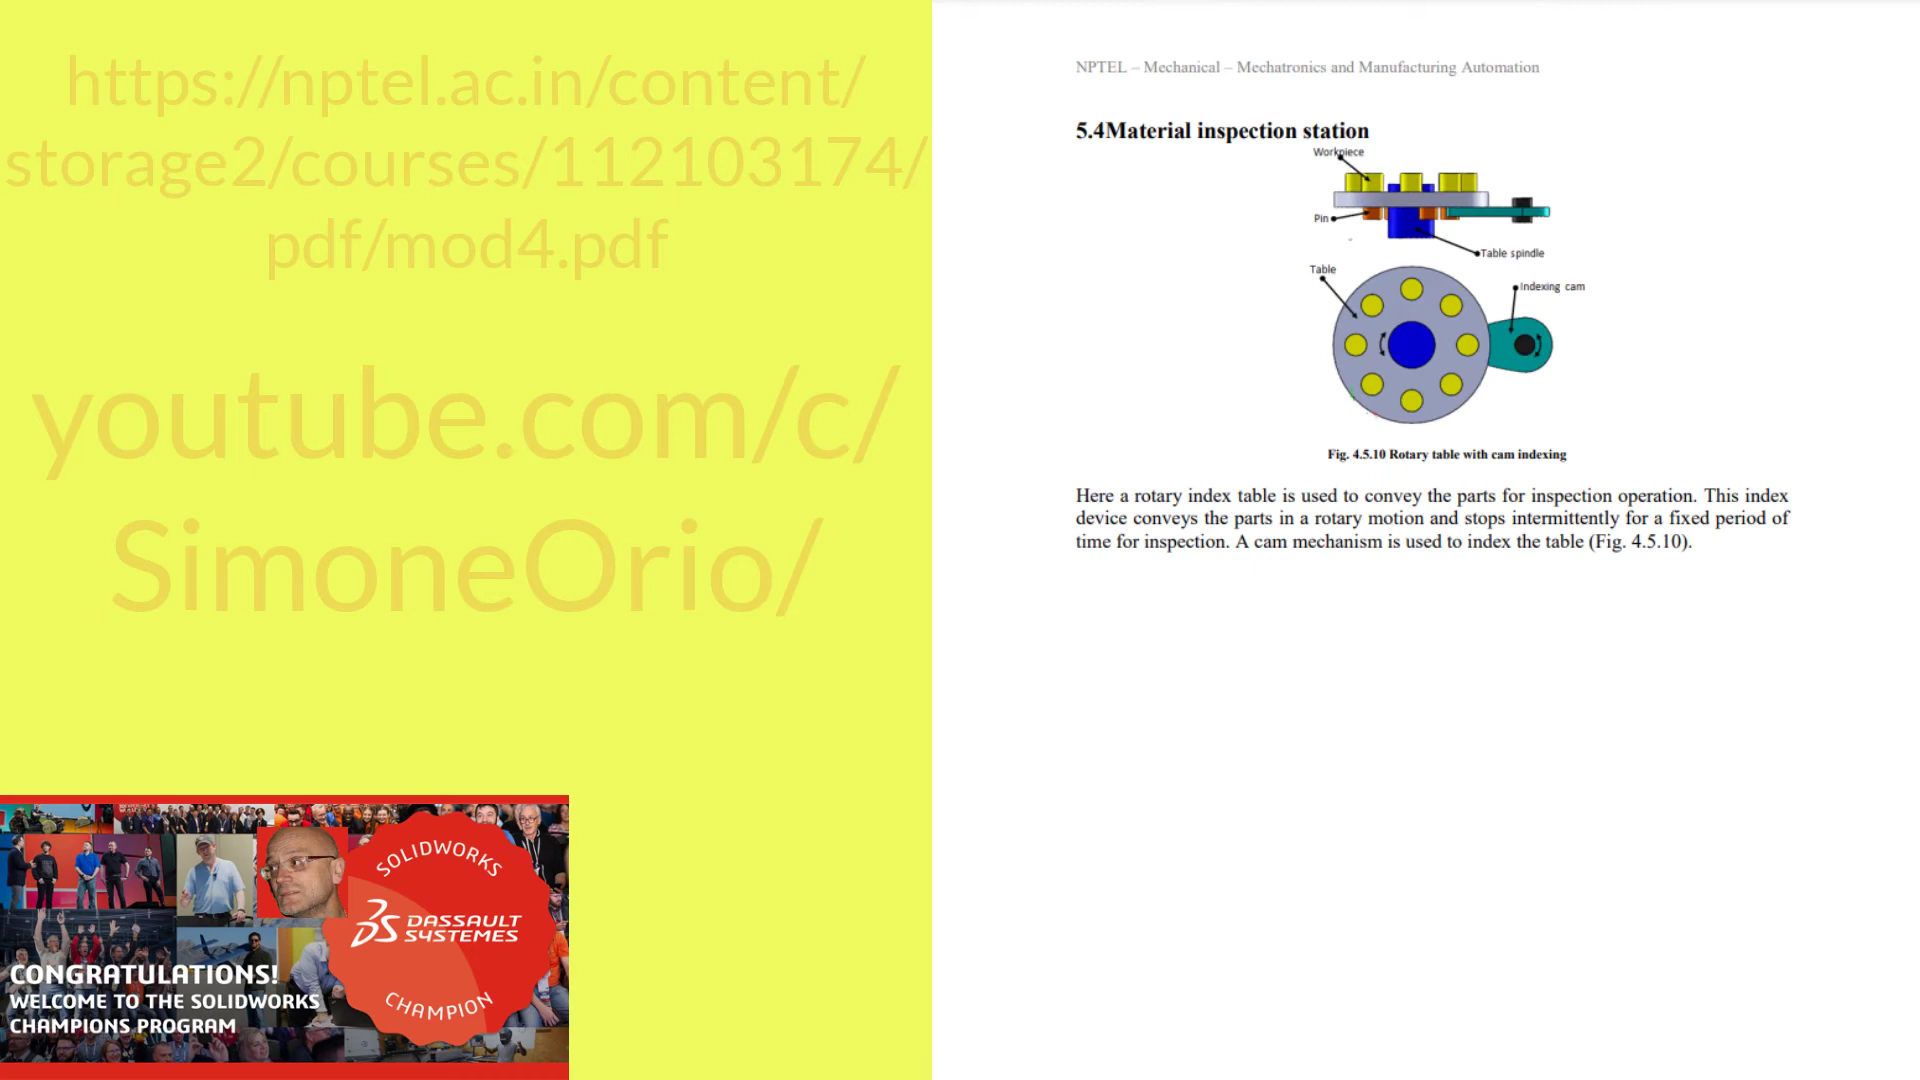 https://nptel.ac.in/content/
storage2/courses/112103174/
pdf/mod4.pdf
youtube.com/c/
SimoneOrio/
SOLIDWORKS
DASSAULT
SYSTEMES
CHAMPION
CONGRATULATIONS!
WELCOME TO THE SOLIDWORKS
CHAMPIONS PROGRAM
NPTEL – Mechanical – Mechatronics and Manufacturing Automation
5.4Material inspection station
Workpiece
Pin
Table spindle
Table
Indexing cam
Fig. 4.5.10 Rotary table with cam indexing
Here a rotary index table is used to convey the parts for inspection operation. This index
device conveys the parts in a rotary motion and stops intermittently for a fixed period of
time for inspection. A cam mechanism is used to index the table (Fig. 4.5.10).